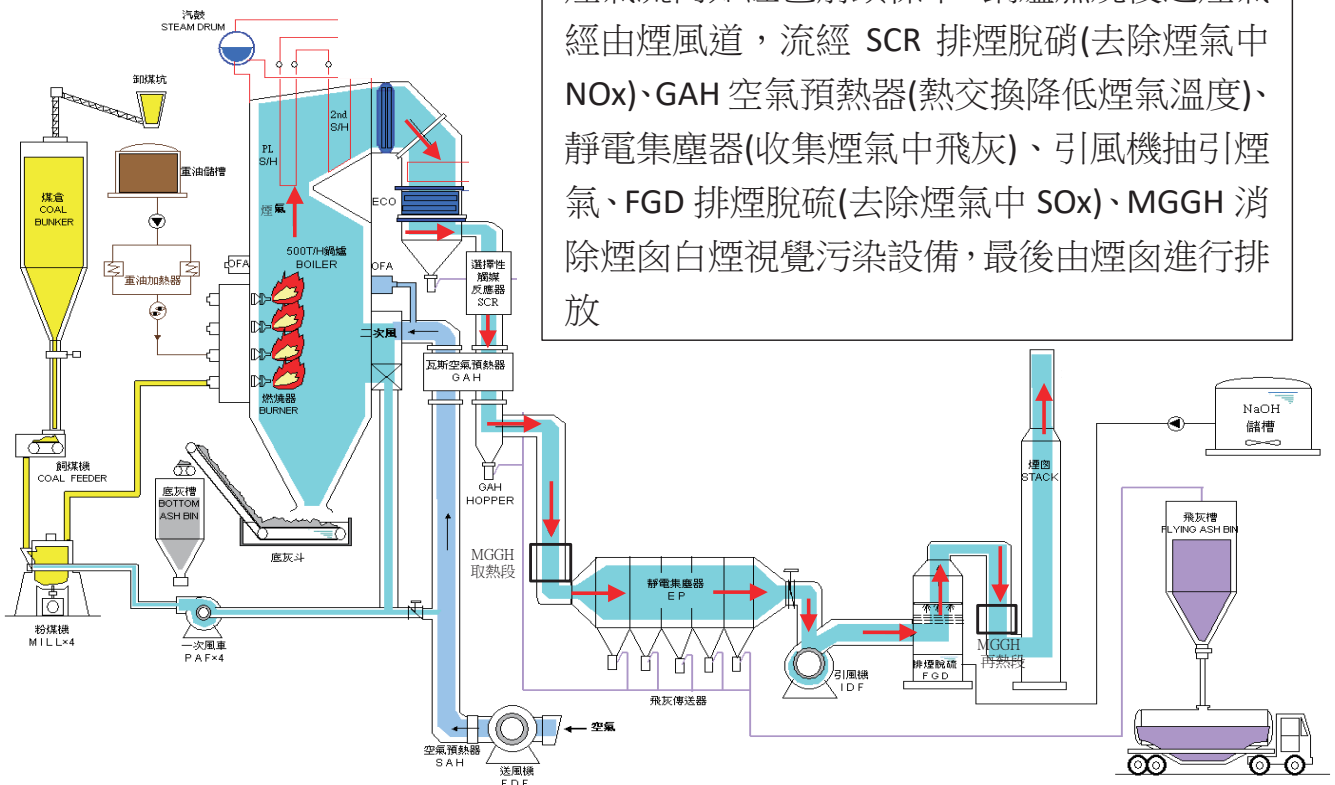 經由煙風道，流經 SCR 排煙脫硝(去除煙氣中
NOx)、GAH 空氣預熱器(熱交換降低煙氣溫度)、
靜電集塵器(收集煙氣中飛灰)、引風機抽引煙
氣、FGD 排煙脫硫(去除煙氣中 SOx)、MGGH 消
除煙囪白煙視覺污染設備，最後由煙囪進行排
放
汽鼓
STEAM DRUM
卸煤坑
重油儲槽
煤倉
COAL
BUNKER
重油加熱器
PL
S/H
2nd
S/H
煙氣
500T/H鍋爐
BOILER
OFA
OFA
ECO
選擇性
觸媒
反應器
SCR
二次風
瓦斯空氣預熱器
GAH
燃燒器
BURNER
飼煤機
COAL FEEDER
底灰槽
BOTTOM
ASH BIN
底灰斗
粉煤機
MILL×4
一次風車
PAF×4
GAH
HOPPER
MGGH
取熱段
靜電集塵器
EP
飛灰傳送器
引風機
IDF
排煙脫硫
FGD
MGGH
再熱段
煙囪
STACK
NaOH
儲槽
飛灰槽
FLYING ASH BIN
空氣
空氣預熱器
SAH
送風機
FDF